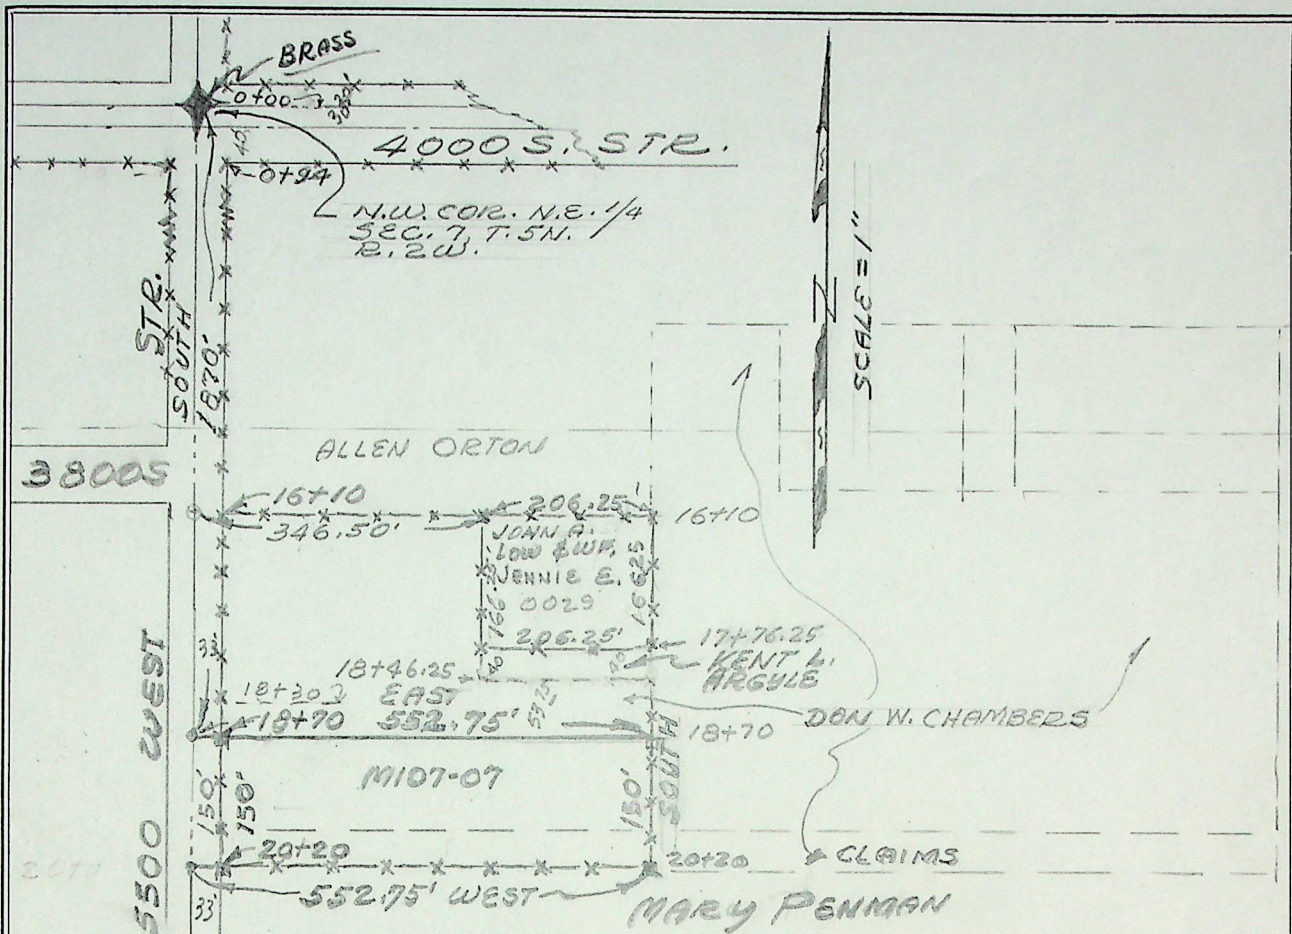 BRASS
0+00
40
4000 S. STR.
0+94
N.W. COR. N.E. 1/4
SEC. 7, T. 5N.
R. 2W.
STR.
SOUTH
1870'
SCALE = 1"
ALLEN ORTON
3800S
16+10
206.25'
16+10
346.50'
JOHN A.
LOW & WF.
JENNIE E.
0029
166.25'
166.25
206.25'
17+76.25
KENT L.
ARGYLE
33'
18+46.25
EAST
18+30
18+70
552.75'
DON W. CHAMBERS
18+70
SOUTH
5500 WEST
M107-07
150'
150'
150'
20+20
20+20
CLAIMS
552.75' WEST
33'
MARY PENMAN